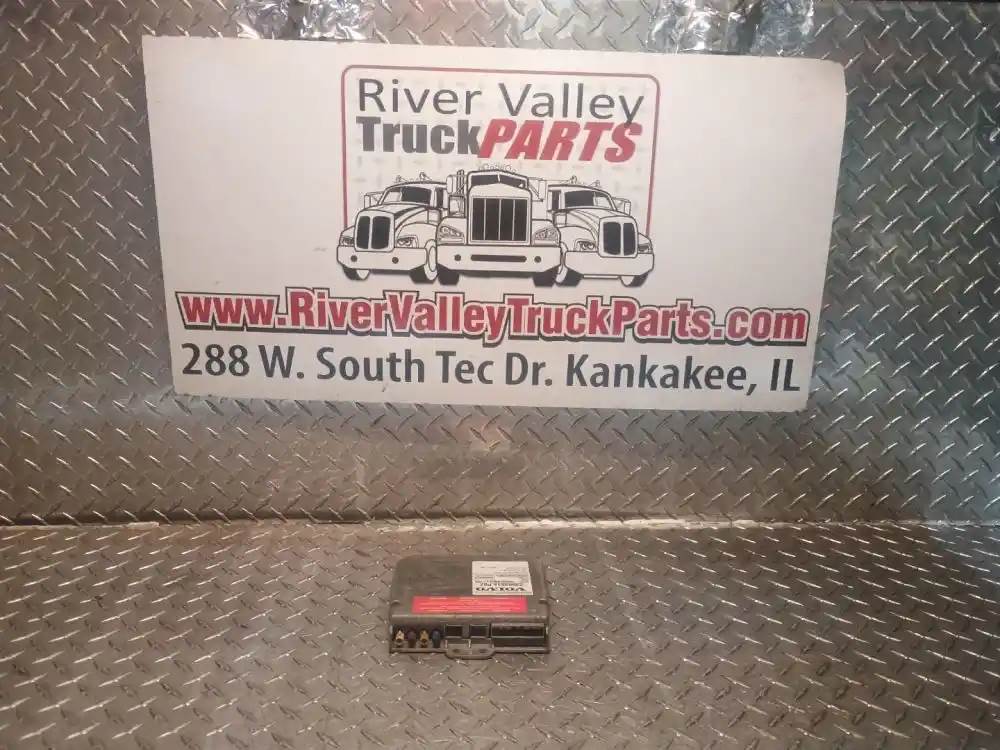 River Valley
TruckPARTS
www.RiverValleyTruckParts.com
288 W. South Tec Dr. Kankakee, IL
VOLVO